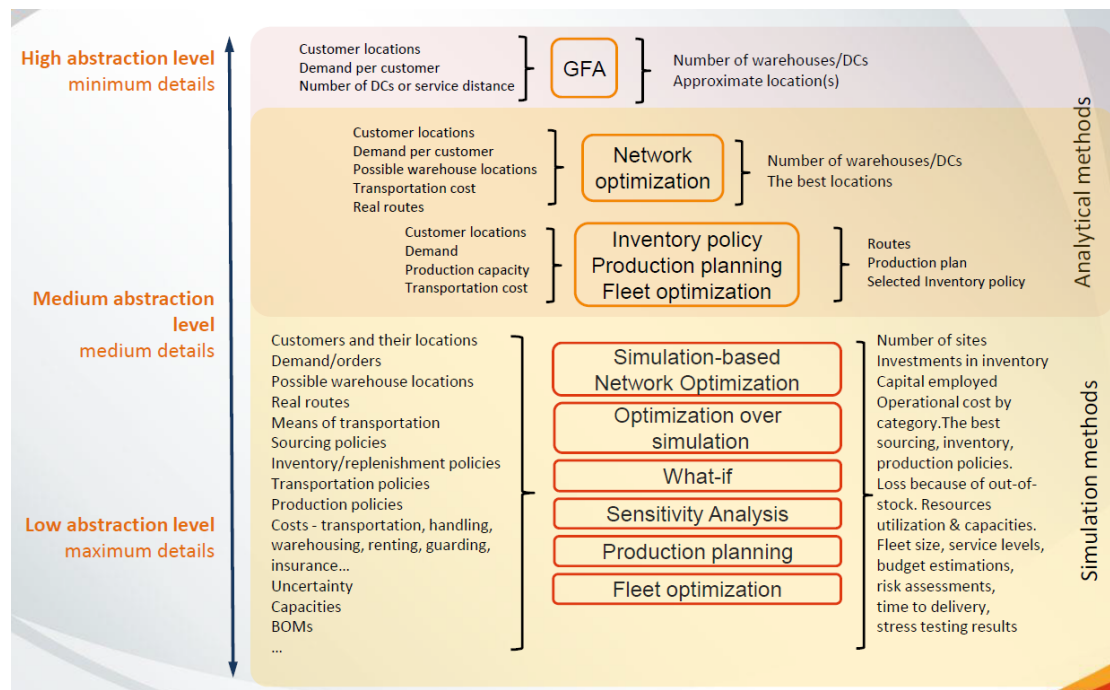 High abstraction level
minimum details
Customer locations
Demand per customer
Number of DCs or service distance
GFA
Number of warehouses/DCs
Approximate location(s)
Customer locations
Demand per customer
Possible warehouse locations
Transportation cost
Real routes
Network
optimization
Number of warehouses/DCs
The best locations
Analytical methods
Customer locations
Demand
Production capacity
Transportation cost
Inventory policy
Production planning
Fleet optimization
Routes
Production plan
Selected Inventory policy
Medium abstraction
level
medium details
Low abstraction level
maximum details
Customers and their locations
Demand/orders
Possible warehouse locations
Real routes
Means of transportation
Sourcing policies
Inventory/replenishment policies
Transportation policies
Production policies
Costs - transportation, handling,
warehousing, renting, guarding,
insurance...
Uncertainty
Capacities
BOMs
...
Simulation-based
Network Optimization
Optimization over
simulation
What-if
Sensitivity Analysis
Production planning
Fleet optimization
Number of sites
Investments in inventory
Capital employed
Operational cost by
category.The best
sourcing, inventory,
production policies.
Loss because of out-of-
stock. Resources
utilization & capacities.
Fleet size, service levels,
budget estimations,
risk assessments,
time to delivery,
stress testing results
Simulation methods